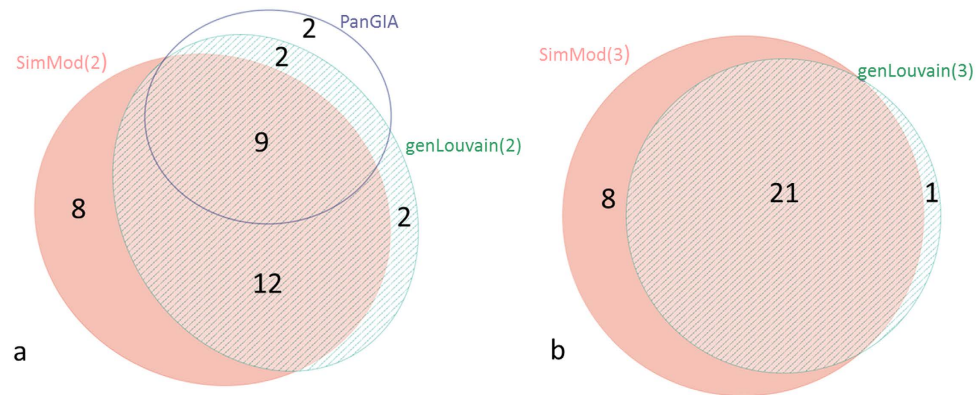 2
PanGIA
2
SimMod(2)
9
genLouvain(2)
8
2
12
a
SimMod(3)
genLouvain(3)
8
21
1
b